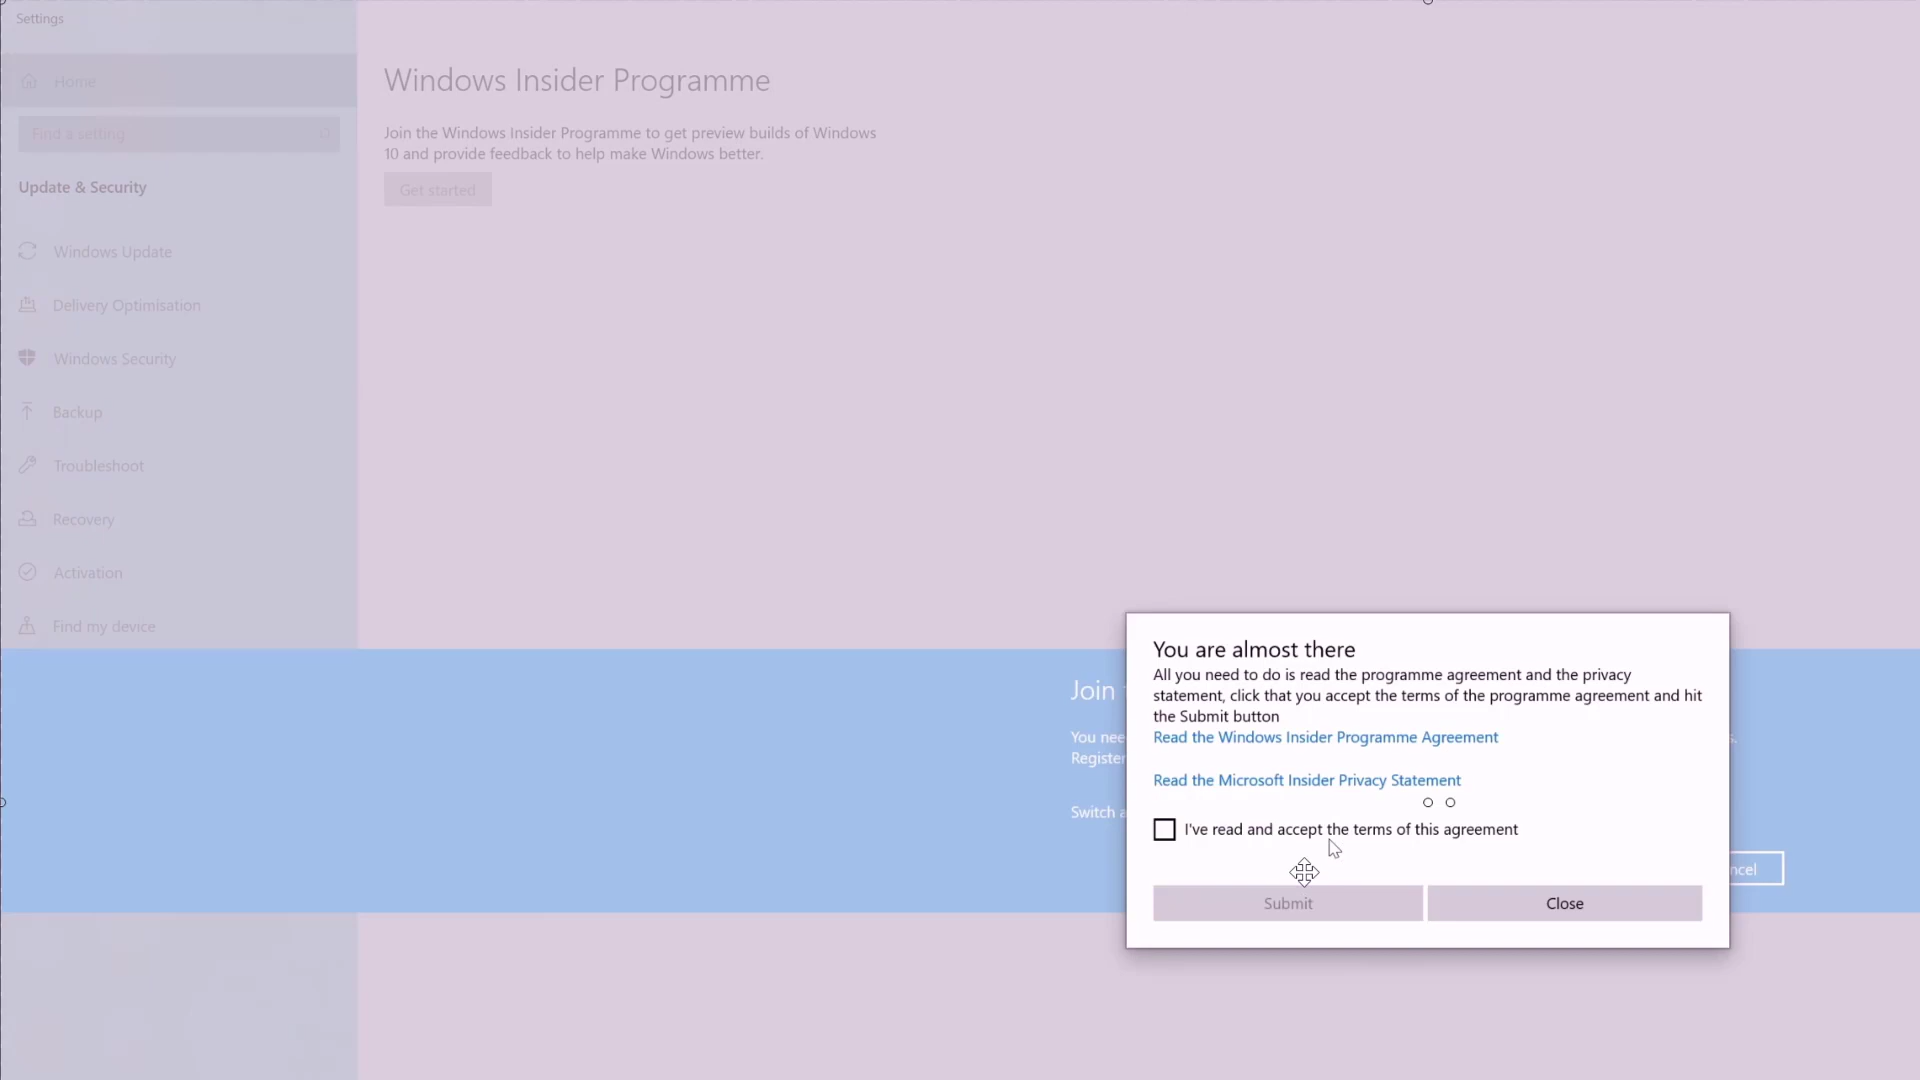 Settings
Home
Find a setting
Update & Security
Windows Update
Delivery Optimisation
Windows Security
Backup
Troubleshoot
Recovery
Activation
Find my device
Windows Insider Programme
Join the Windows Insider Programme to get preview builds of Windows
10 and provide feedback to help make Windows better.
Get started
Join
You nee
Register
Switch a
ncel
You are almost there
All you need to do is read the programme agreement and the privacy
statement, click that you accept the terms of the programme agreement and hit
the Submit button
Read the Windows Insider Programme Agreement
Read the Microsoft Insider Privacy Statement
I've read and accept the terms of this agreement
Submit
Close